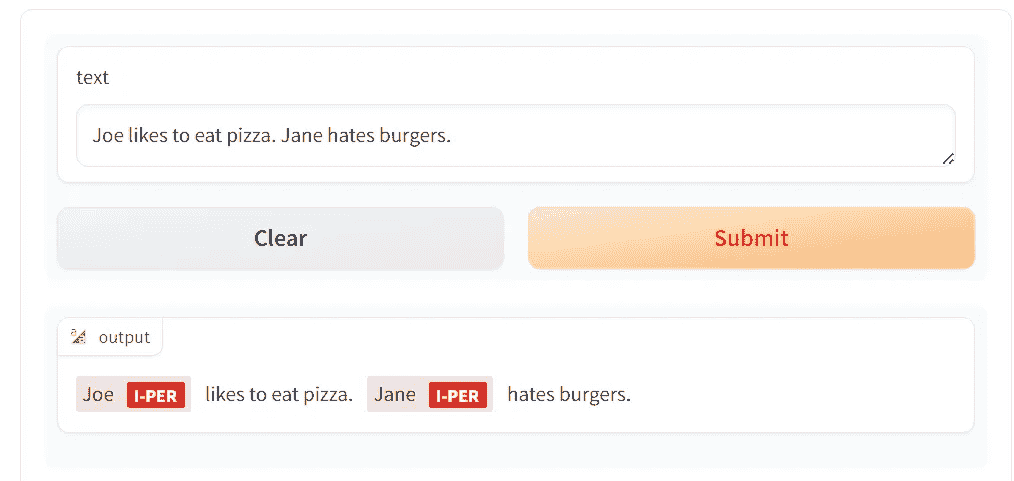 text
Joe likes to eat pizza. Jane hates burgers.
Clear
Submit
output
Joe I-PER likes to eat pizza. Jane I-PER hates burgers.